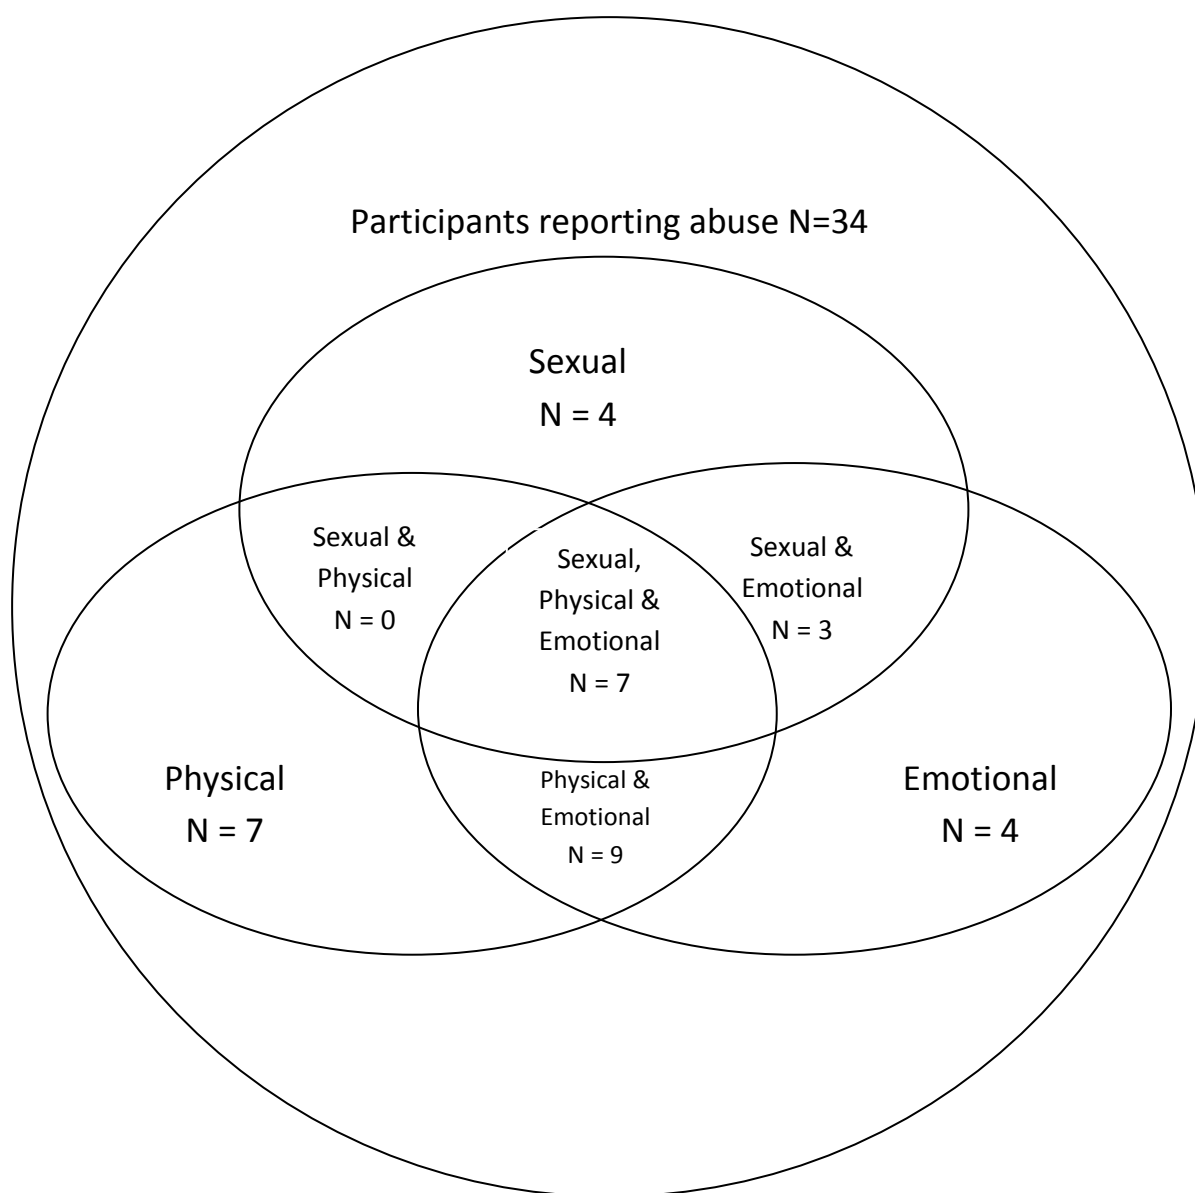 Participants reporting abuse N=34
Sexual
N = 4
Sexual &
Physical
N = 0
Sexual,
Physical &
Emotional
N = 7
Sexual &
Emotional
N = 3
Physical
N = 7
Physical &
Emotional
N = 9
Emotional
N = 4